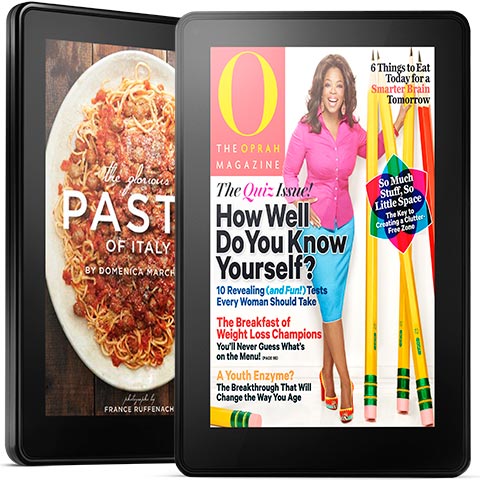 the glorious
PAST
OF ITALY
BY DOMENICA MARCH
photographs by
FRANCE RUFFENACH
O
THE OPRAH
MAGAZINE
6 Things to Eat
Today for a
Smarter Brain
Tomorrow
The Quiz Issue!
How Well
Do You Know
Yourself?
10 Revealing (and Fun!) Tests
Every Woman Should Take
So Much
Stuff, So
Little Space
The Key to
Creating a Clutter-
Free Zone
The Breakfast of
Weight Loss Champions
You'll Never Guess What's
on the Menu! (PAGE 98)
A Youth Enzyme?
The Breakthrough That Will
Change the Way You Age